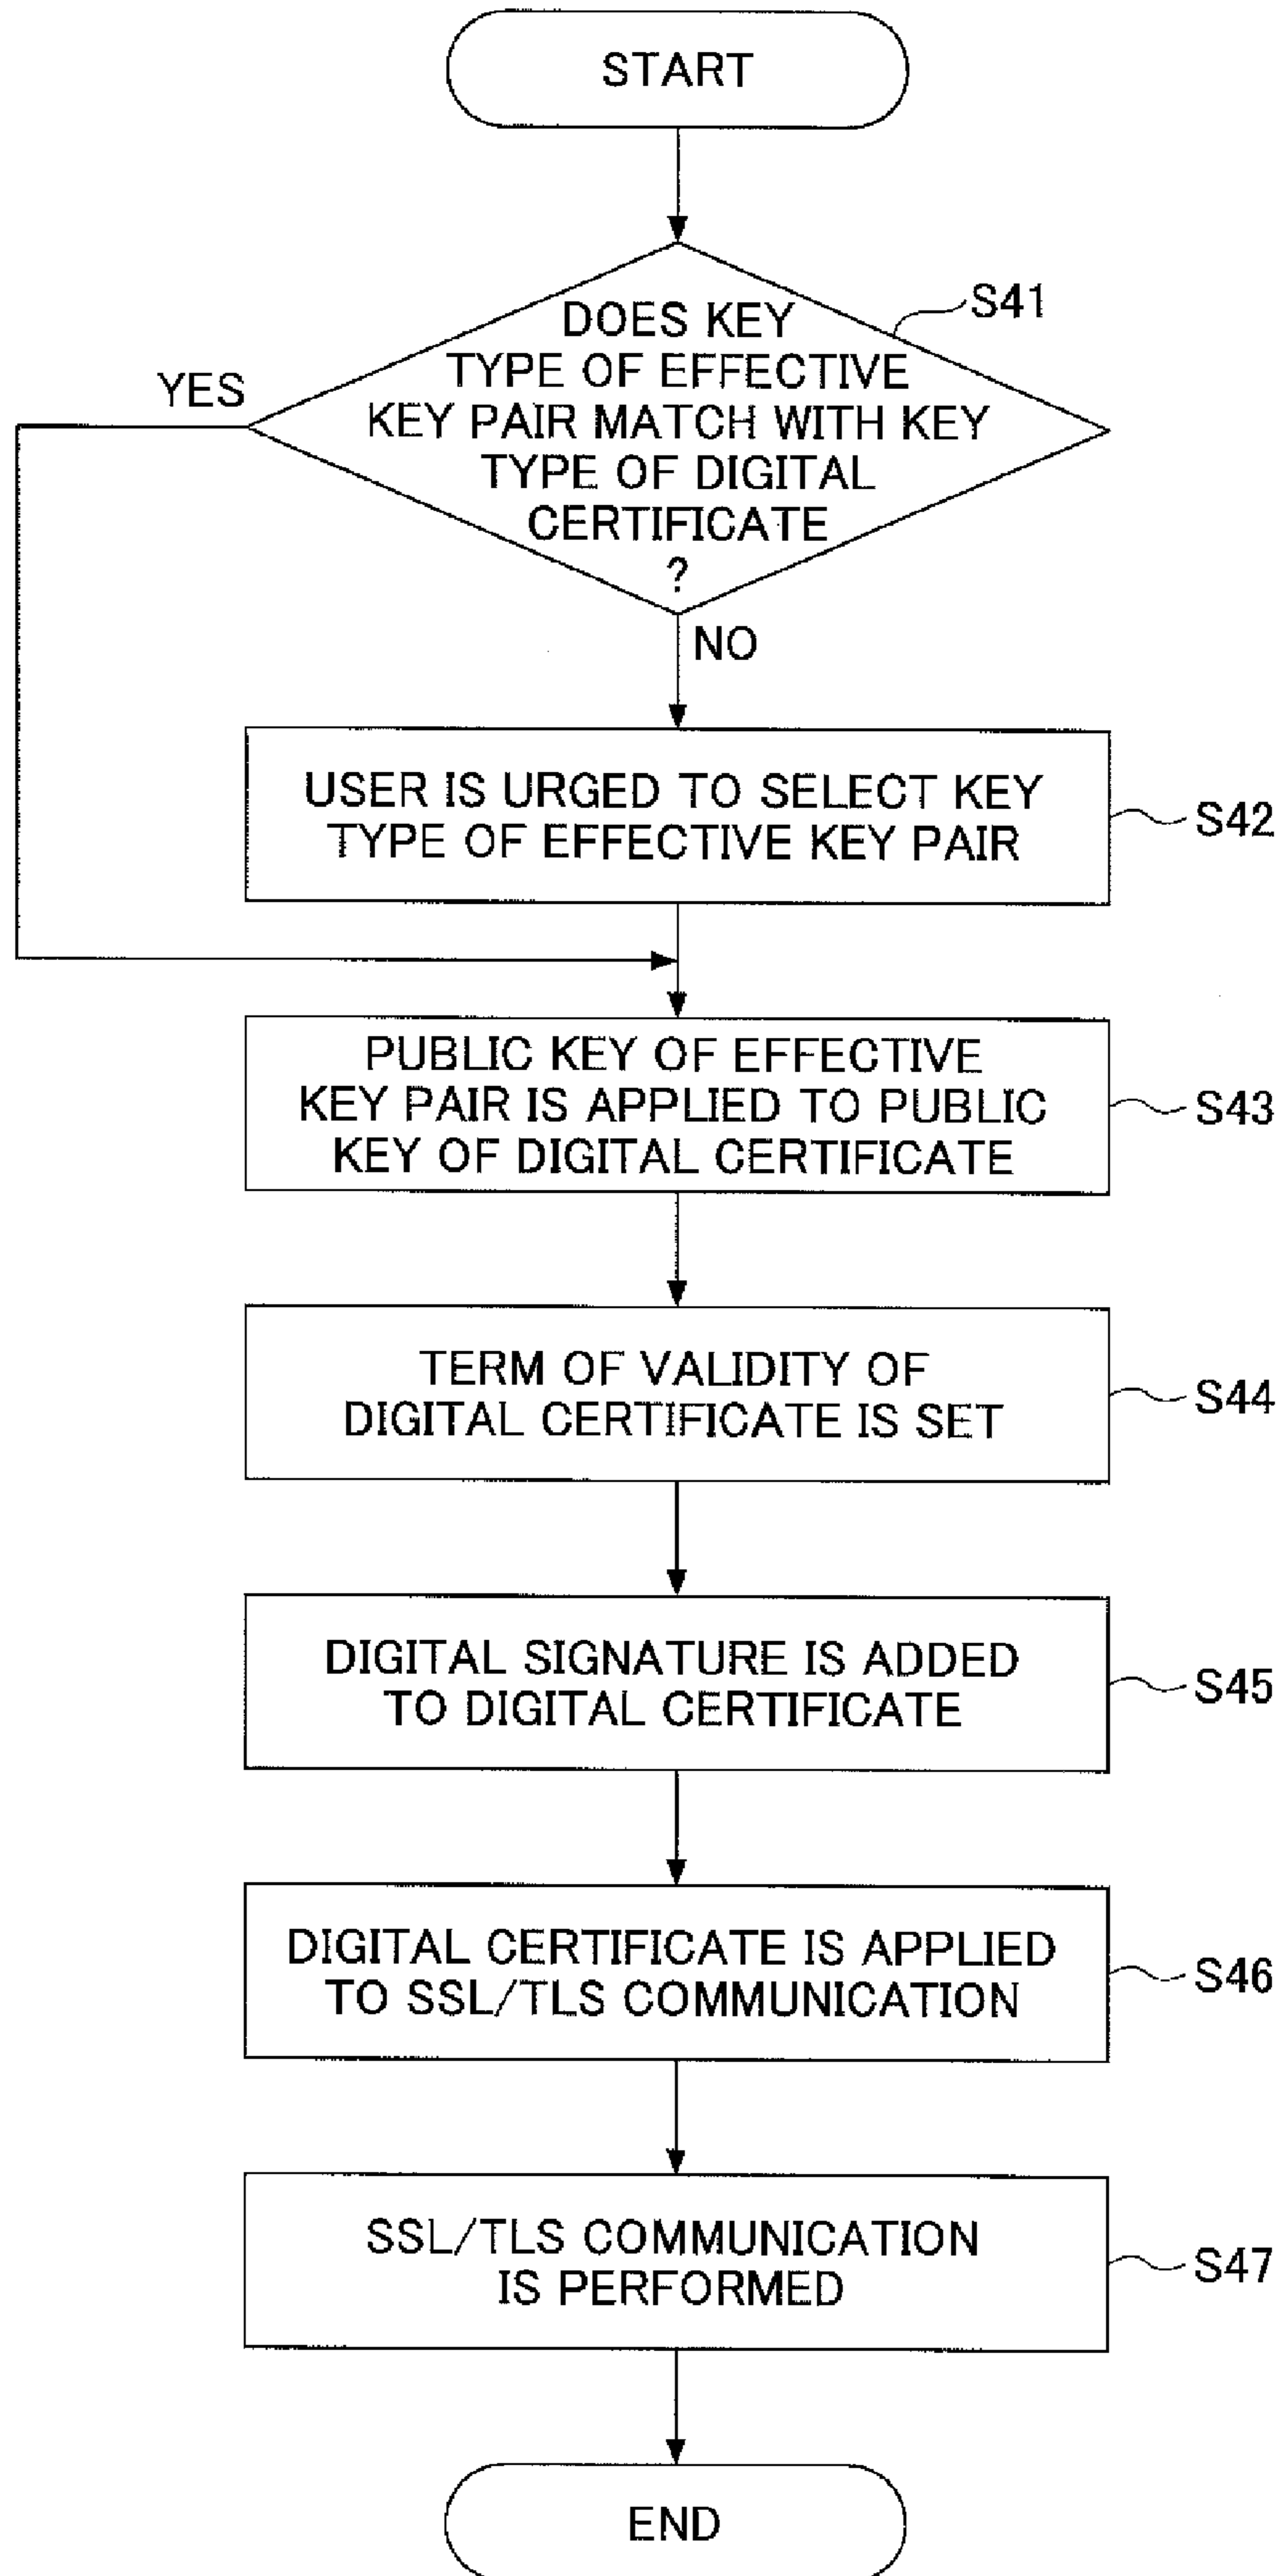 START
S41
DOES KEY
TYPE OF EFFECTIVE
KEY PAIR MATCH WITH KEY
TYPE OF DIGITAL
CERTIFICATE
?
YES
NO
USER IS URGED TO SELECT KEY
TYPE OF EFFECTIVE KEY PAIR
S42
PUBLIC KEY OF EFFECTIVE
KEY PAIR IS APPLIED TO PUBLIC
KEY OF DIGITAL CERTIFICATE
S43
TERM OF VALIDITY OF
DIGITAL CERTIFICATE IS SET
S44
DIGITAL SIGNATURE IS ADDED
TO DIGITAL CERTIFICATE
S45
DIGITAL CERTIFICATE IS APPLIED
TO SSL/TLS COMMUNICATION
S46
SSL/TLS COMMUNICATION
IS PERFORMED
S47
END